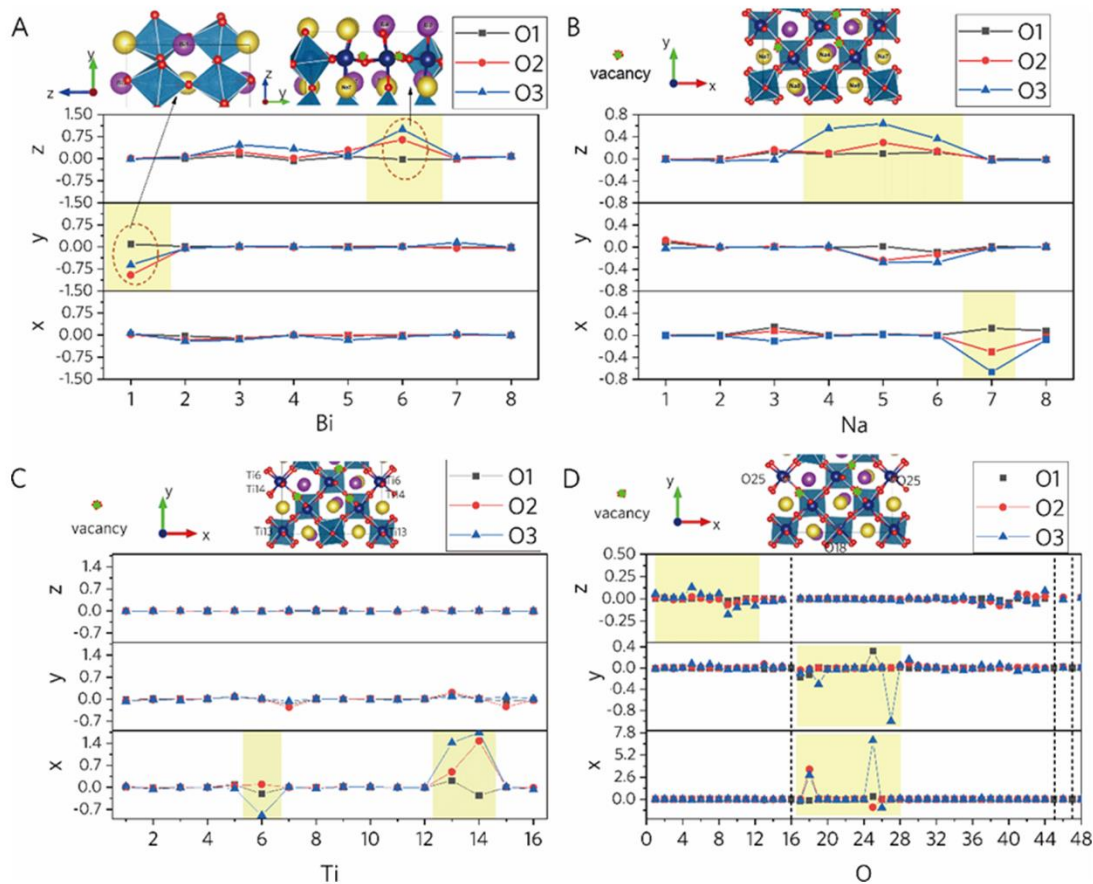 A
y
z
z
y
O1
O2
O3
1.50
0.75
0.00
-0.75
-1.50
z
0.75
0.00
-0.75
-1.50
y
0.75
0.00
-0.75
-1.50
x
1 2 3 4 5 6 7 8
Bi
B
vacancy
y
x
Na7 Na7
O1
O2
O3
0.8
0.4
0.0
-0.4
-0.8
z
0.4
0.0
-0.4
-0.8
y
0.4
0.0
-0.4
-0.8
x
1 2 3 4 5 6 7 8
Na
C
vacancy
y
x
Ti6 Ti6
Ti14 Ti14
Ti13 Ti13
O1
O2
O3
1.4
0.7
0.0
-0.7
z
1.4
0.7
0.0
-0.7
y
1.4
0.7
0.0
-0.7
x
2 4 6 8 10 12 14 16
Ti
D
vacancy
y
x
O25 O25
O18
O1
O2
O3
0.50
0.25
0.00
-0.25
z
0.4
0.0
-0.4
-0.8
y
7.8
5.2
2.6
0.0
x
0 4 8 12 16 20 24 28 32 36 40 44 48
O